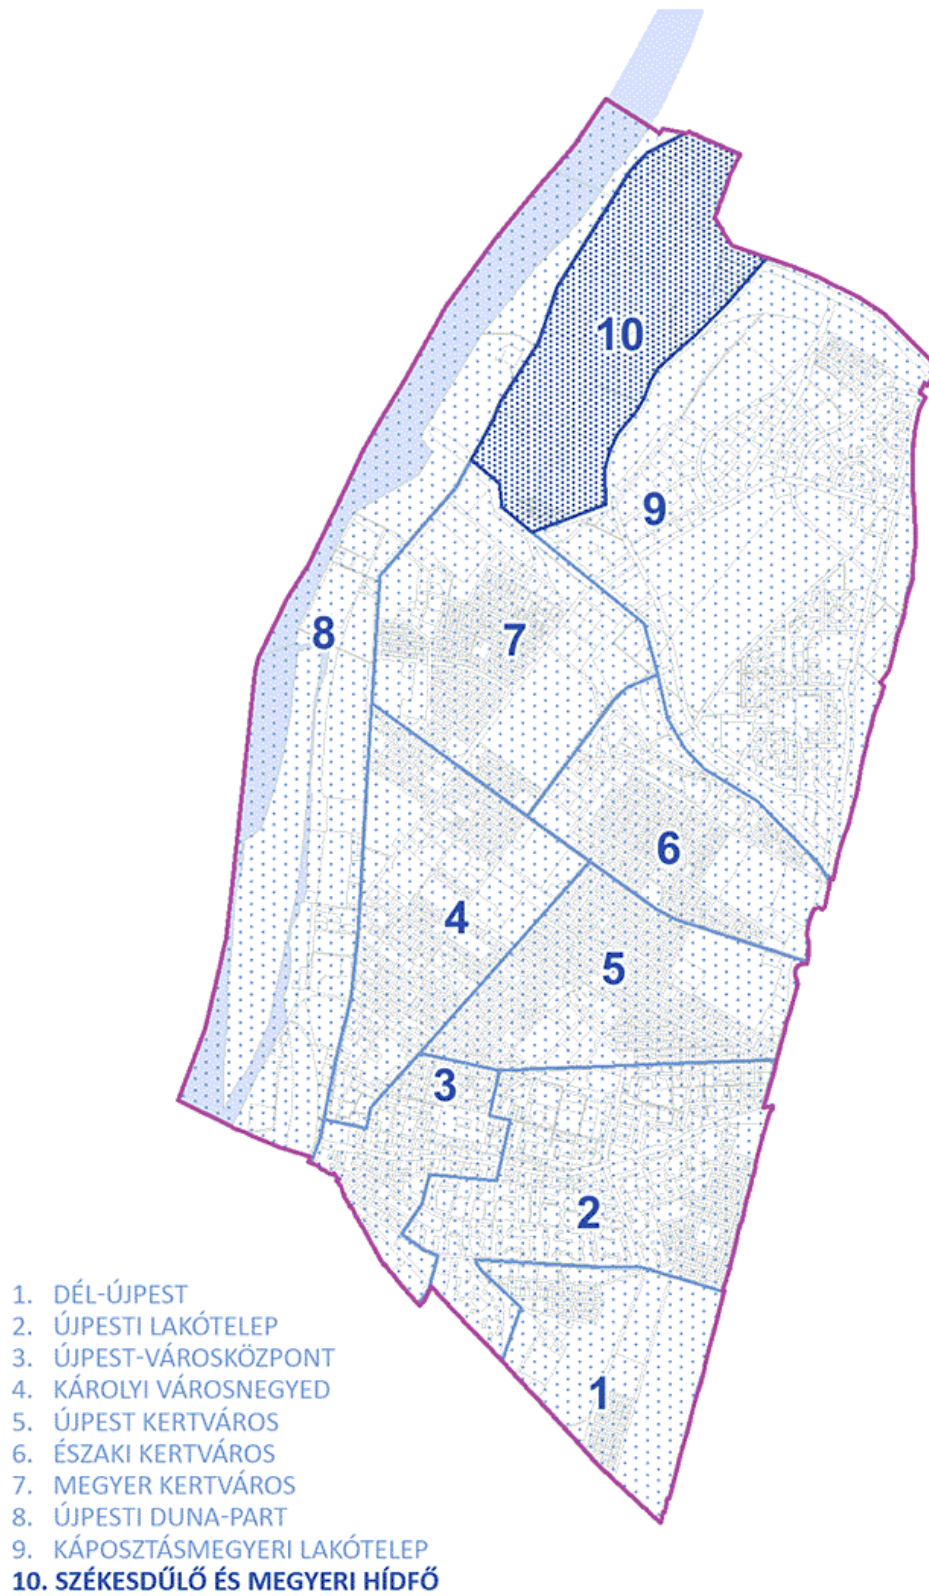 10
9
8
7
6
4
5
3
2
1
1. DÉL-ÚJPEST
2. ÚJPESTI LAKÓTELEP
3. ÚJPEST-VÁROSKÖZPONT
4. KÁROLYI VÁROSNEGYED
5. ÚJPEST KERTVÁROS
6. ÉSZAKI KERTVÁROS
7. MEGYER KERTVÁROS
8. ÚJPESTI DUNA-PART
9. KÁPOSZTÁSMEGYERI LAKÓTELEP
10. SZÉKESDŰLŐ ÉS MEGYERI HÍDFŐ